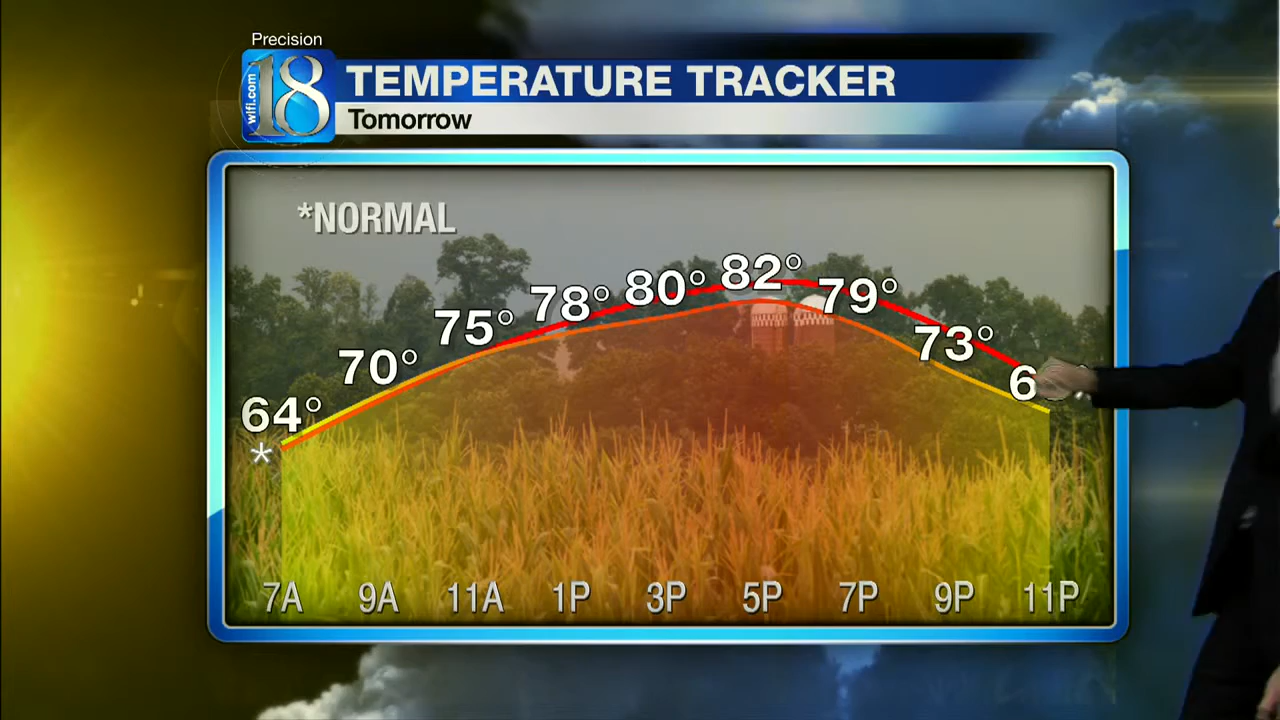 Precision
wlfi.com
18
TEMPERATURE TRACKER
Tomorrow
*NORMAL
64° 70° 75° 78° 80° 82° 79° 73° 6
*
7A 9A 11A 1P 3P 5P 7P 9P 11P